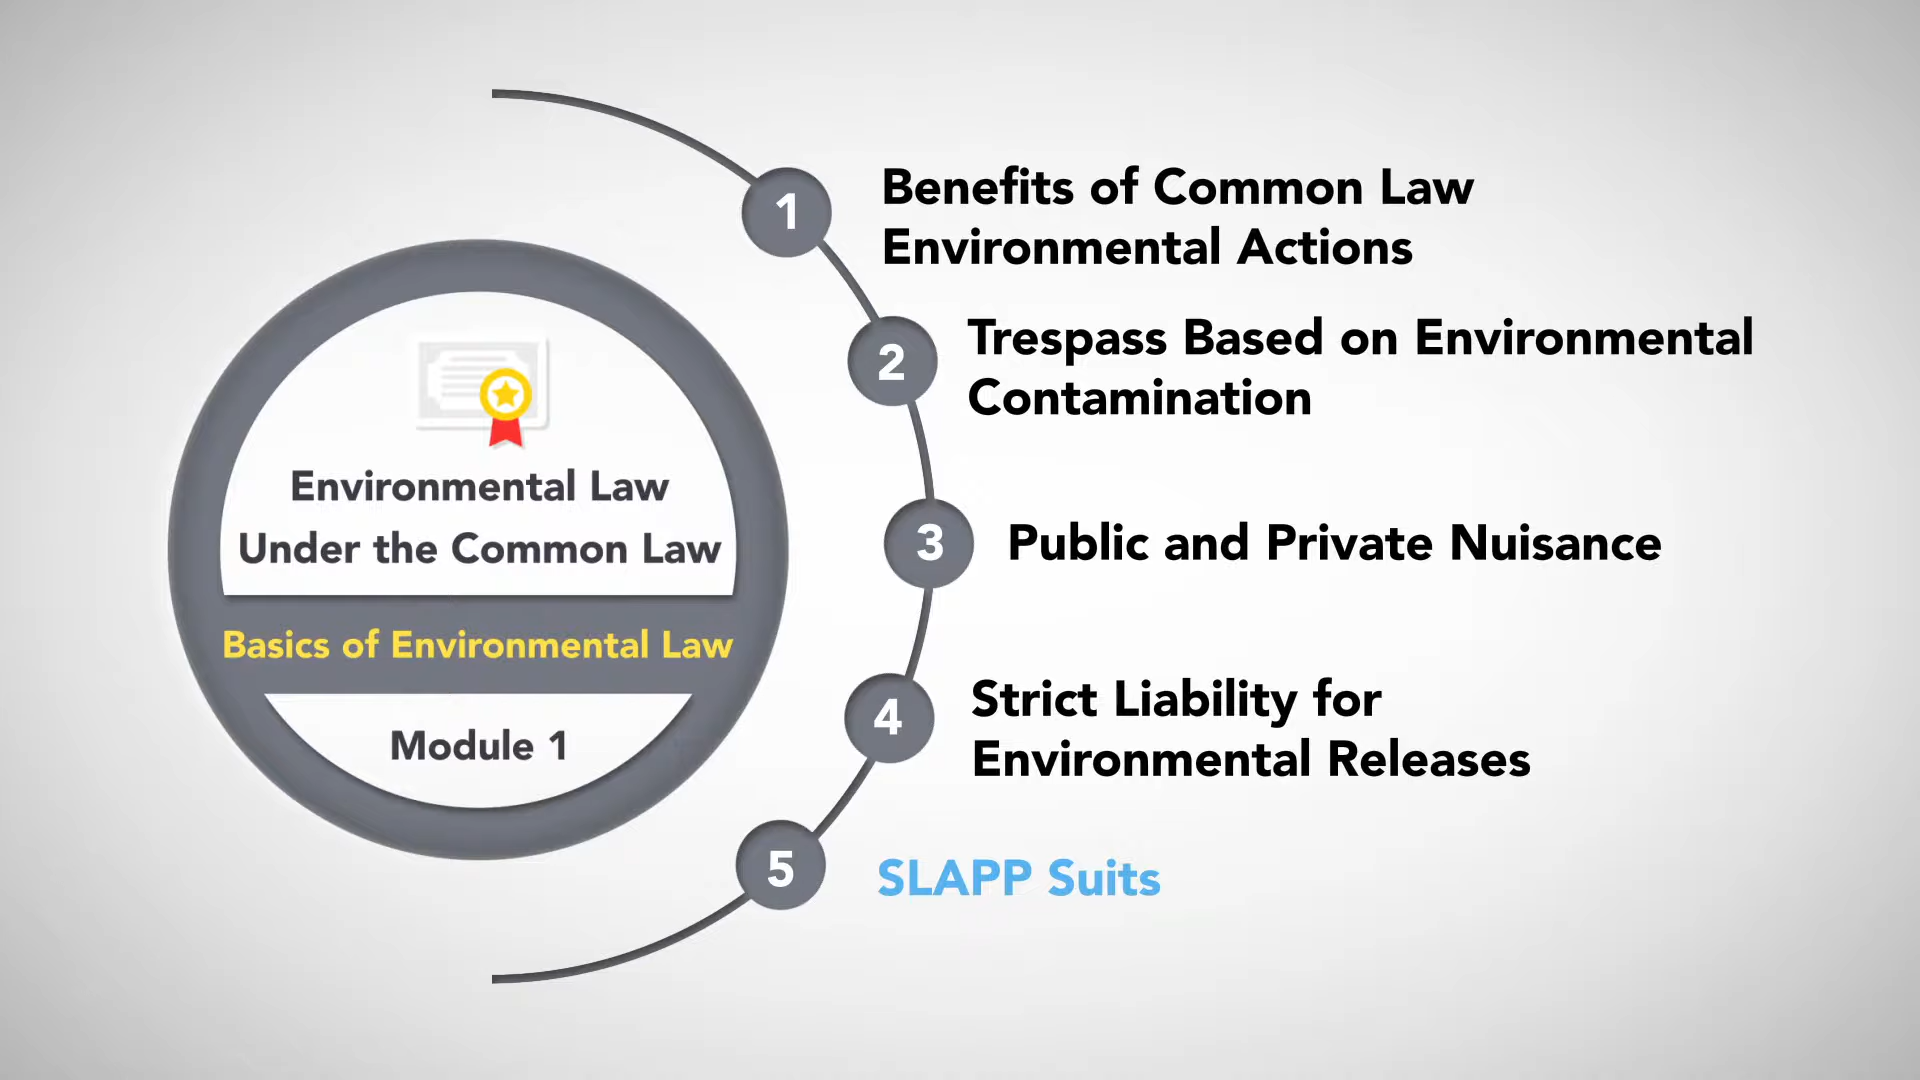 Environmental Law
Under the Common Law
Basics of Environmental Law
Module 1
1
Benefits of Common Law
Environmental Actions
2
Trespass Based on Environmental
Contamination
3
Public and Private Nuisance
4
Strict Liability for
Environmental Releases
5
SLAPP Suits